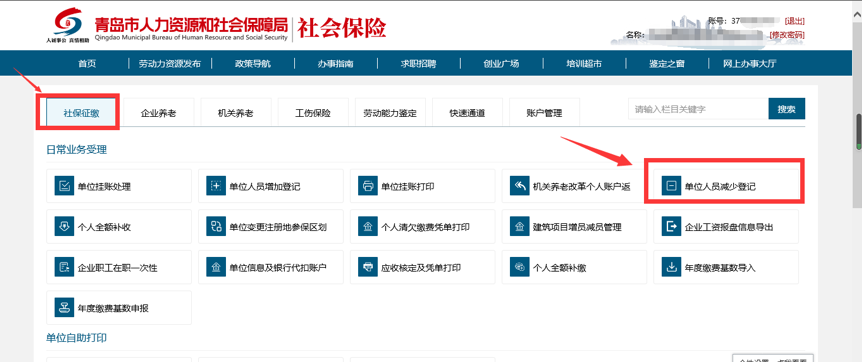 青岛市人力资源和社会保障局 社会保险
Qingdao Municipal Bureau of Human Resource and Social Security
人诚事公 真情相助
账号：37 [退出]
名称： [修改密码]
首页 劳动力资源发布 政策导航 办事指南 求职招聘 创业广场 培训超市 鉴定之窗 网上办事大厅
社保征缴 企业养老 机关养老 工伤保险 劳动能力鉴定 快速通道 账户管理 请输入栏目关键字 搜索
日常业务受理
单位挂账处理 单位人员增加登记 单位挂账打印 机关养老改革个人账户返 单位人员减少登记
个人全额补收 单位变更注册地参保区划 个人清欠缴费凭单打印 建筑项目增员减员管理 企业工资报盘信息导出
企业职工在职一次性 单位信息及银行代扣账户 应收核定及凭单打印 个人全额补缴 年度缴费基数导入
年度缴费基数申报
单位自助打印